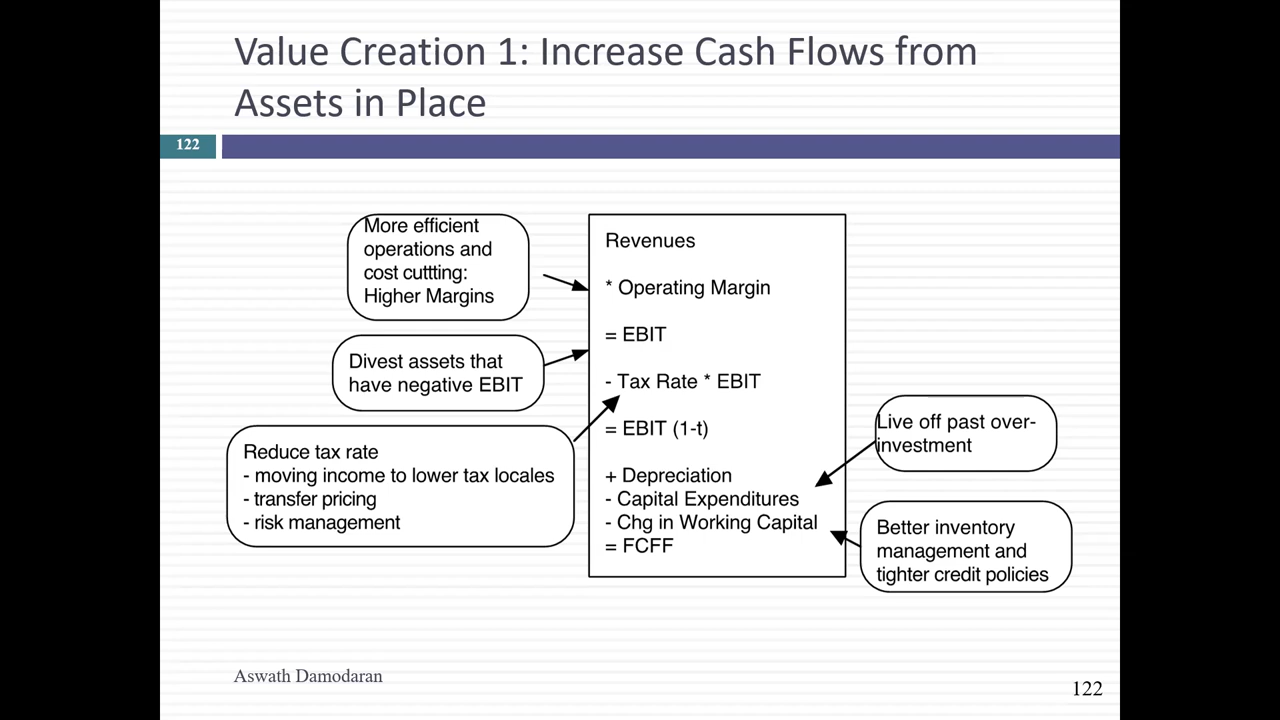 Value Creation 1: Increase Cash Flows from
Assets in Place
122
More efficient
operations and
cost cuttting:
Higher Margins
Divest assets that
have negative EBIT
Reduce tax rate
- moving income to lower tax locales
- transfer pricing
- risk management
Revenues
* Operating Margin
= EBIT
- Tax Rate * EBIT
= EBIT (1-t)
+ Depreciation
- Capital Expenditures
- Chg in Working Capital
= FCFF
Live off past over-
investment
Better inventory
management and
tighter credit policies
Aswath Damodaran
122